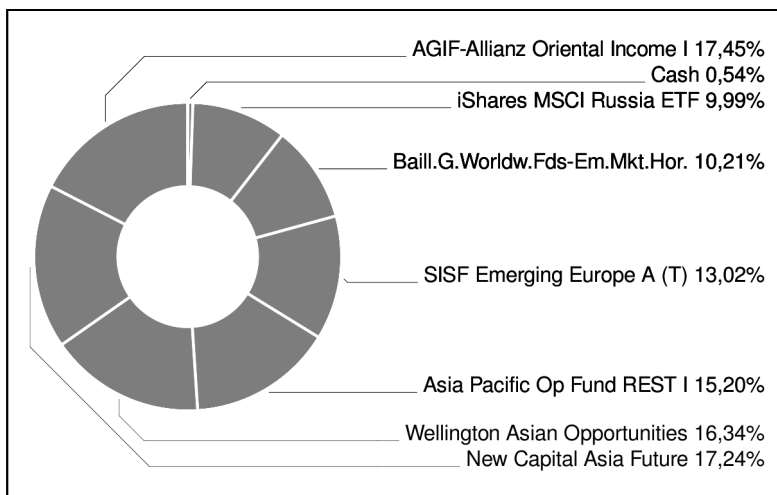 AGIF-Allianz Oriental Income I 17,45%
Cash 0,54%
iShares MSCI Russia ETF 9,99%
Baill.G.Worldw.Fds-Em.Mkt.Hor. 10,21%
SISF Emerging Europe A (T) 13,02%
Asia Pacific Op Fund REST I 15,20%
Wellington Asian Opportunities 16,34%
New Capital Asia Future 17,24%